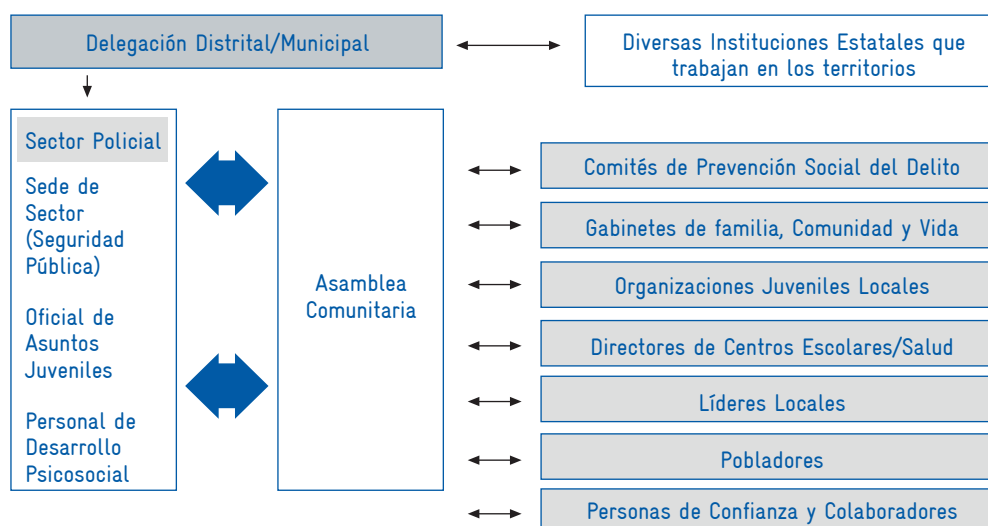 Delegación Distrital/Municipal
Diversas Instituciones Estatales que
trabajan en los territorios
Sector Policial
Sede de
Sector
(Seguridad
Pública)
Oficial de
Asuntos
Juveniles
Personal de
Desarrollo
Psicosocial
Asamblea
Comunitaria
Comités de Prevención Social del Delito
Gabinetes de familia, Comunidad y Vida
Organizaciones Juveniles Locales
Directores de Centros Escolares/Salud
Líderes Locales
Pobladores
Personas de Confianza y Colaboradores